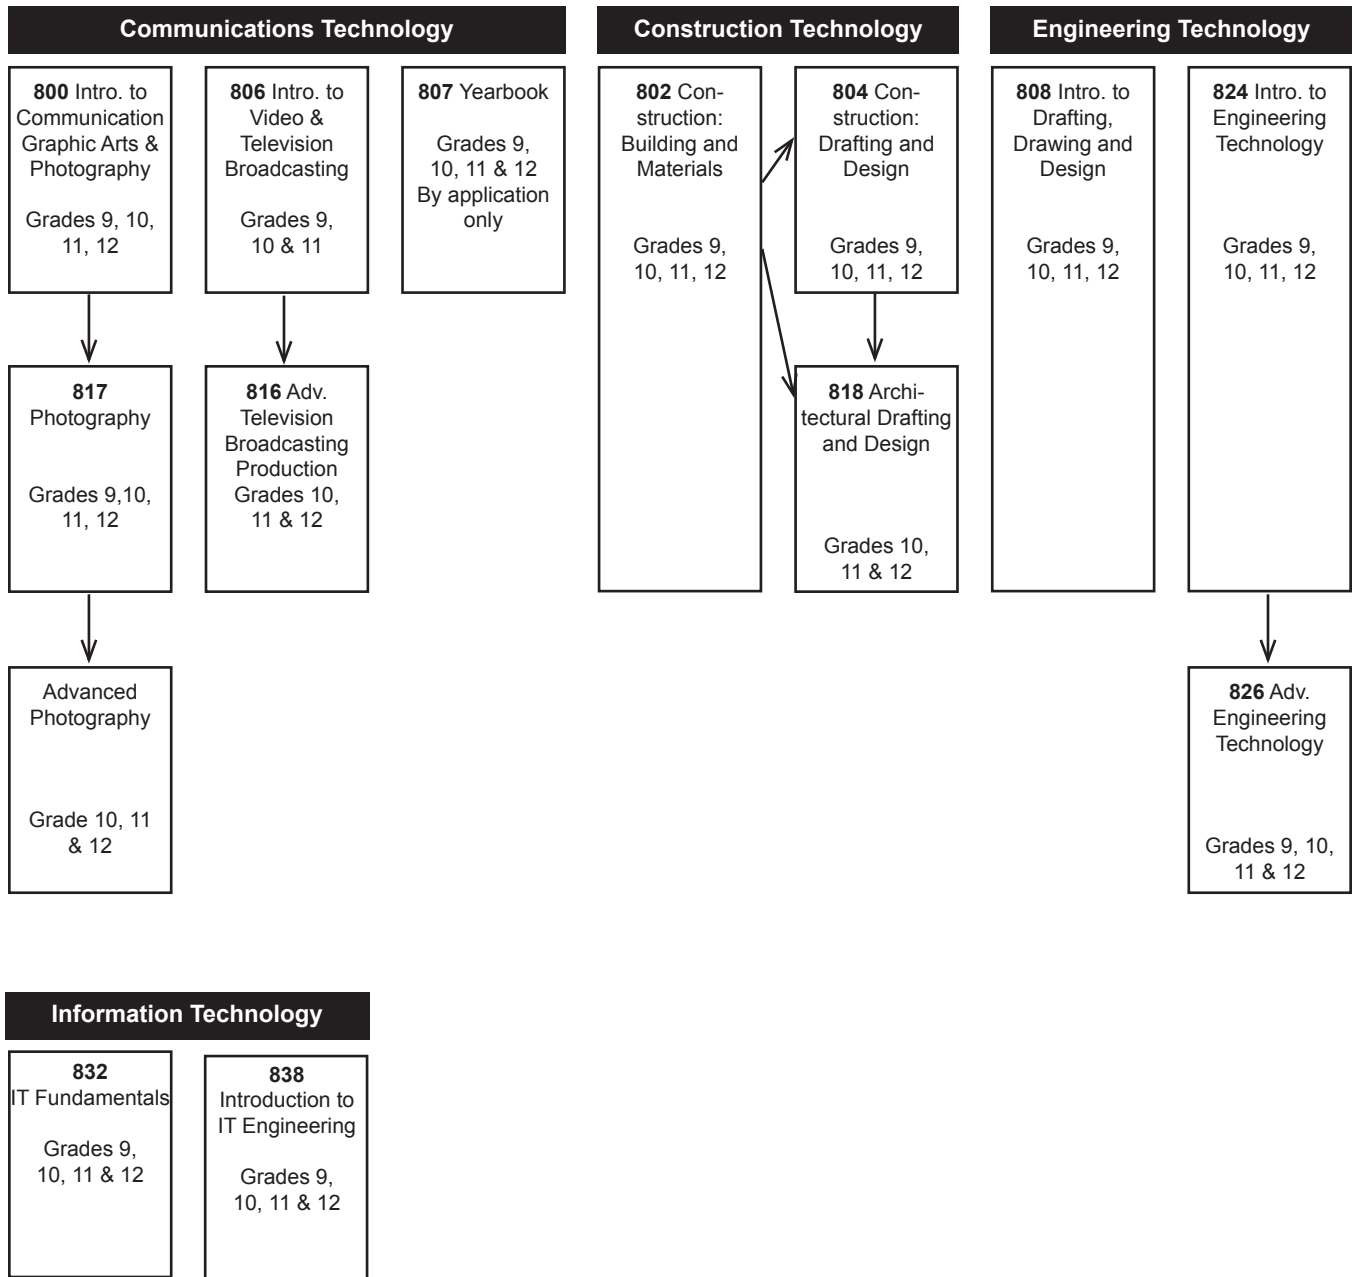 Communications Technology
800 Intro. to
Communication
Graphic Arts &
Photography
Grades 9, 10,
11, 12
806 Intro. to
Video &
Television
Broadcasting
Grades 9,
10 & 11
807 Yearbook
Grades 9,
10, 11 & 12
By application
only
817
Photography
Grades 9,10,
11, 12
816 Adv.
Television
Broadcasting
Production
Grades 10,
11 & 12
Advanced
Photography
Grade 10, 11
& 12
Construction Technology
802 Con-
struction:
Building and
Materials
Grades 9,
10, 11, 12
804 Con-
struction:
Drafting and
Design
Grades 9,
10, 11, 12
818 Archi-
tectural Drafting
and Design
Grades 10,
11 & 12
Engineering Technology
808 Intro. to
Drafting,
Drawing and
Design
Grades 9,
10, 11, 12
824 Intro. to
Engineering
Technology
Grades 9,
10, 11, 12
826 Adv.
Engineering
Technology
Grades 9, 10,
11 & 12
Information Technology
832
IT Fundamentals
Grades 9,
10, 11 & 12
838
Introduction to
IT Engineering
Grades 9,
10, 11 & 12